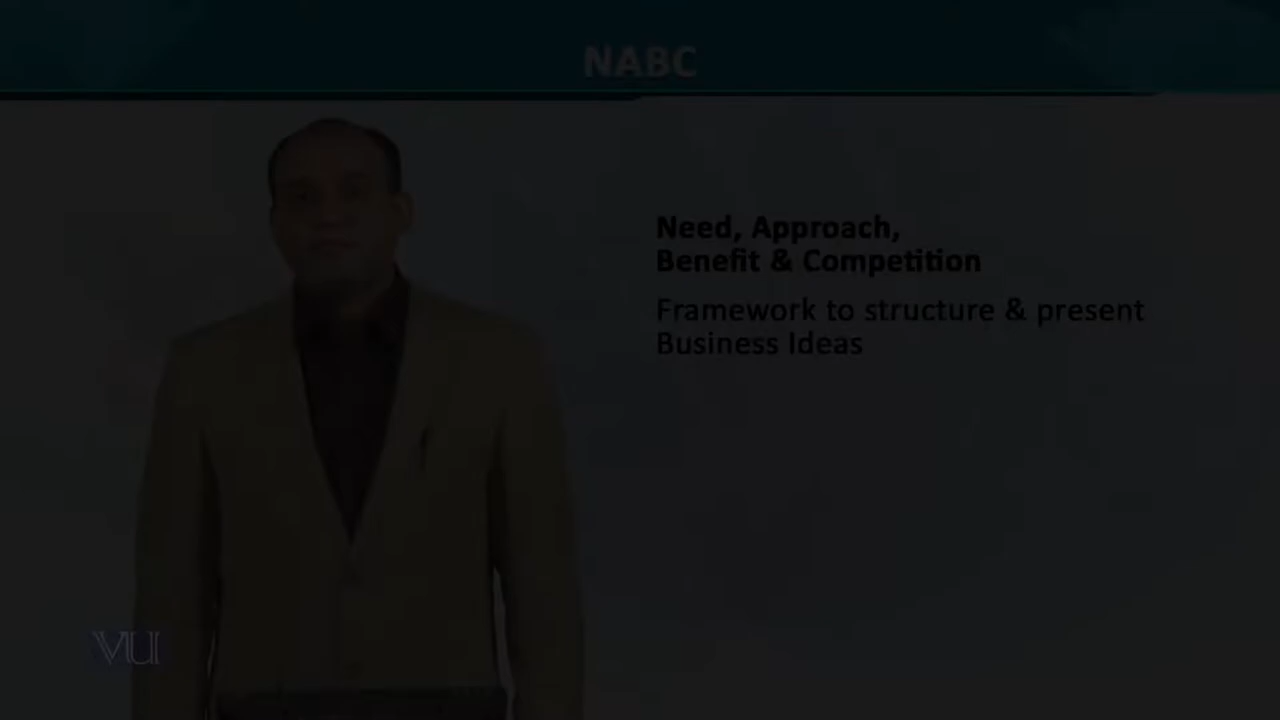 NABC
Need, Approach,
Benefit & Competition
Framework to structure & present
Business Ideas
VU